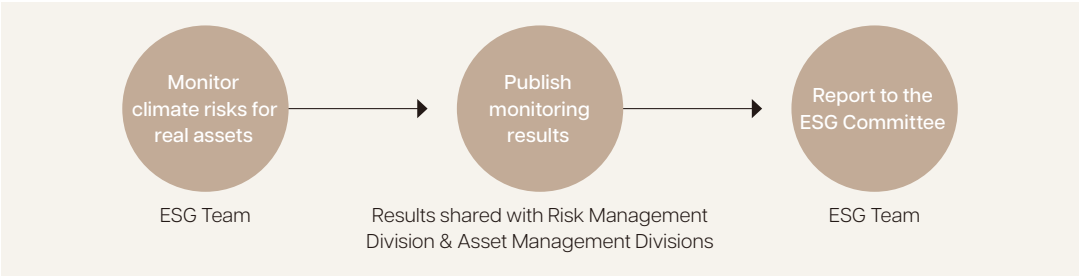 Monitor
climate risks for
real assets
Publish
monitoring
results
Report to the
ESG Committee
ESG Team
Results shared with Risk Management
Division & Asset Management Divisions
ESG Team